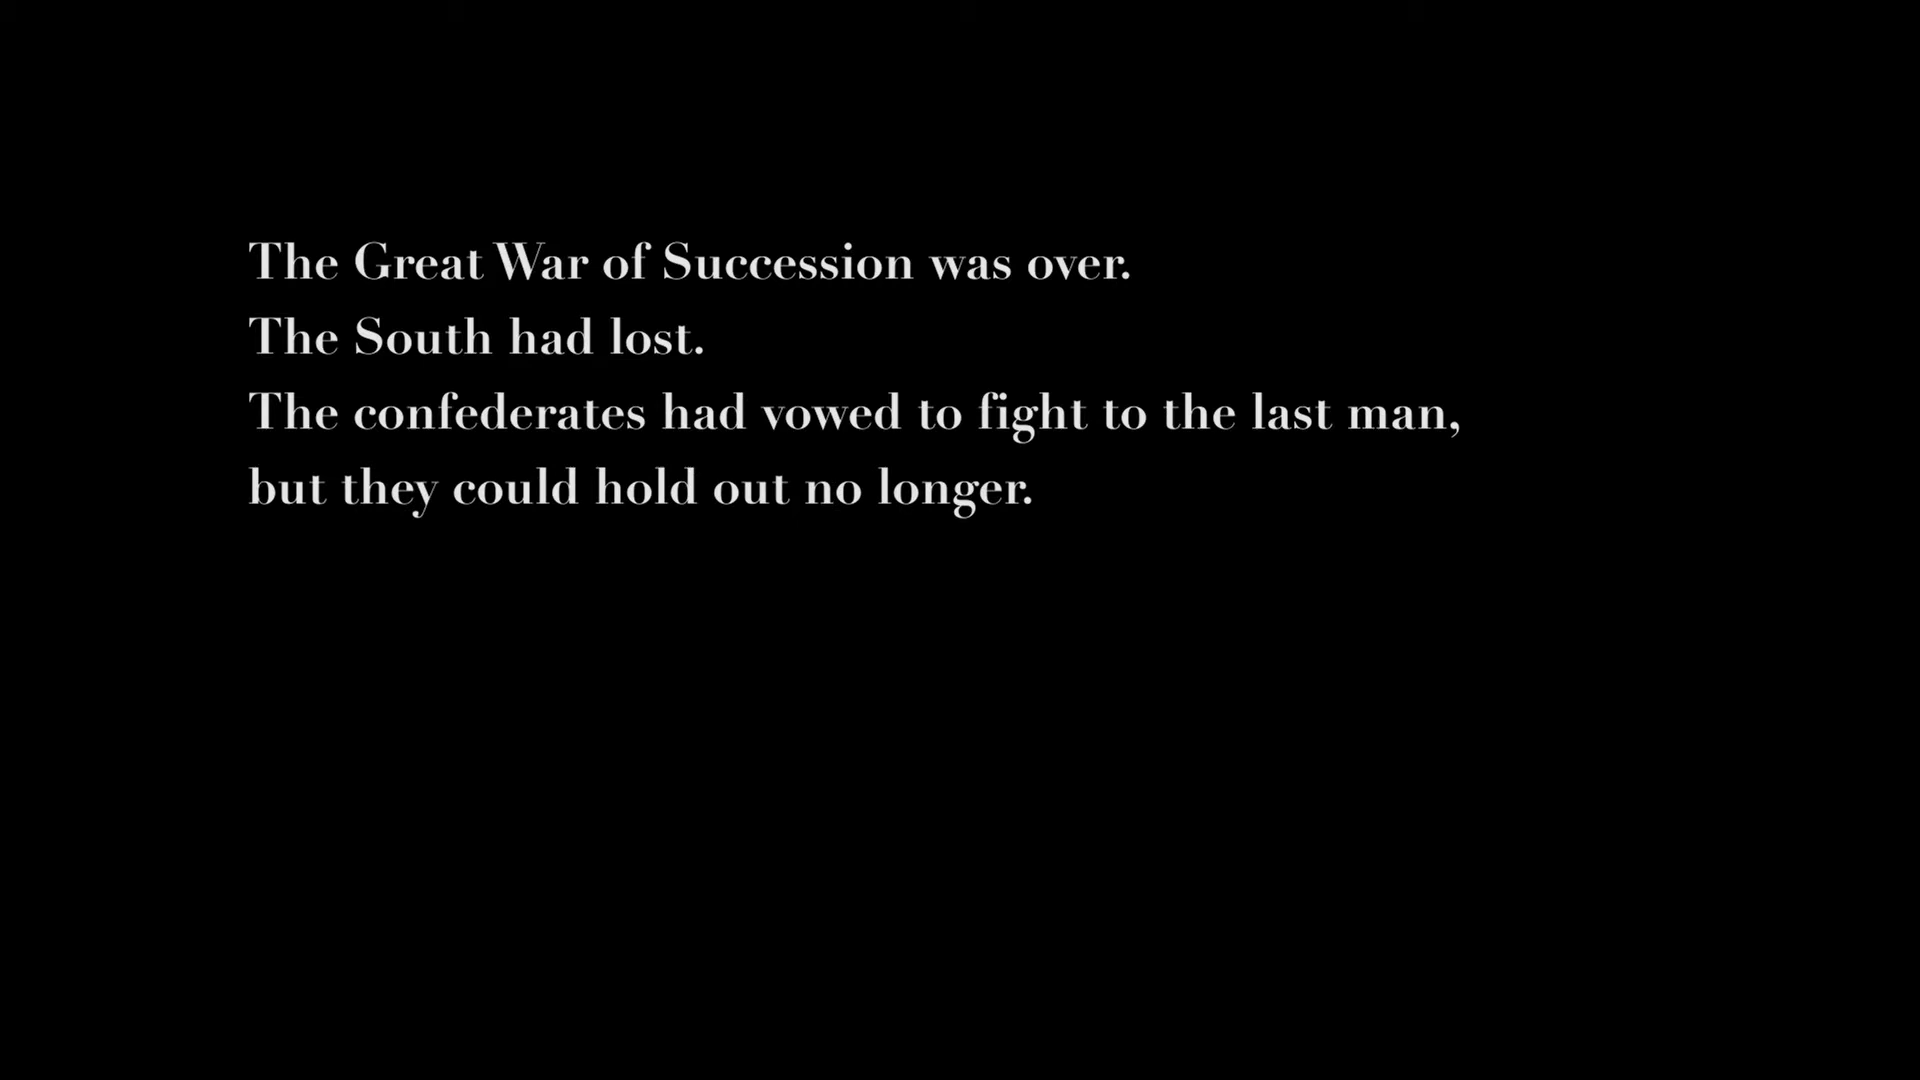 The Great War of Succession was over.
The South had lost.
The confederates had vowed to fight to the last man,
but they could hold out no longer.